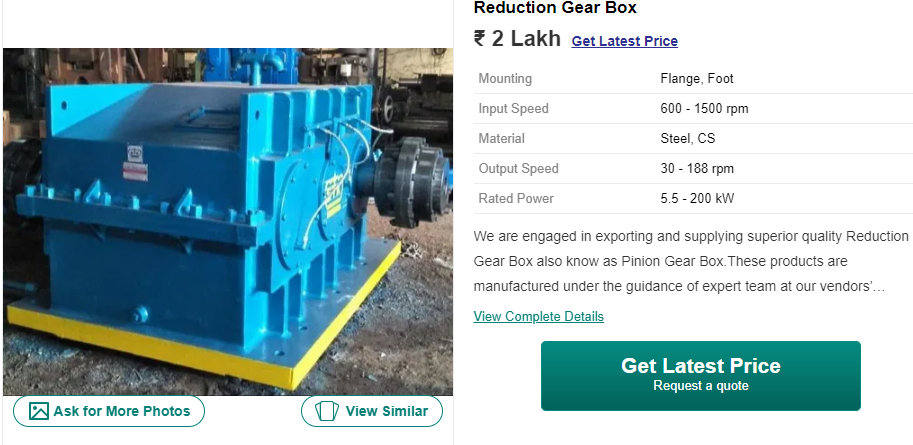 Reduction Gear Box
₹ 2 Lakh Get Latest Price
Mounting Flange, Foot
Input Speed 600 - 1500 rpm
Material Steel, CS
Output Speed 30 - 188 rpm
Rated Power 5.5 - 200 kW
We are engaged in exporting and supplying superior quality Reduction
Gear Box also know as Pinion Gear Box.These products are
manufactured under the guidance of expert team at our vendors’…
View Complete Details
Get Latest Price
Request a quote
Ask for More Photos
View Similar